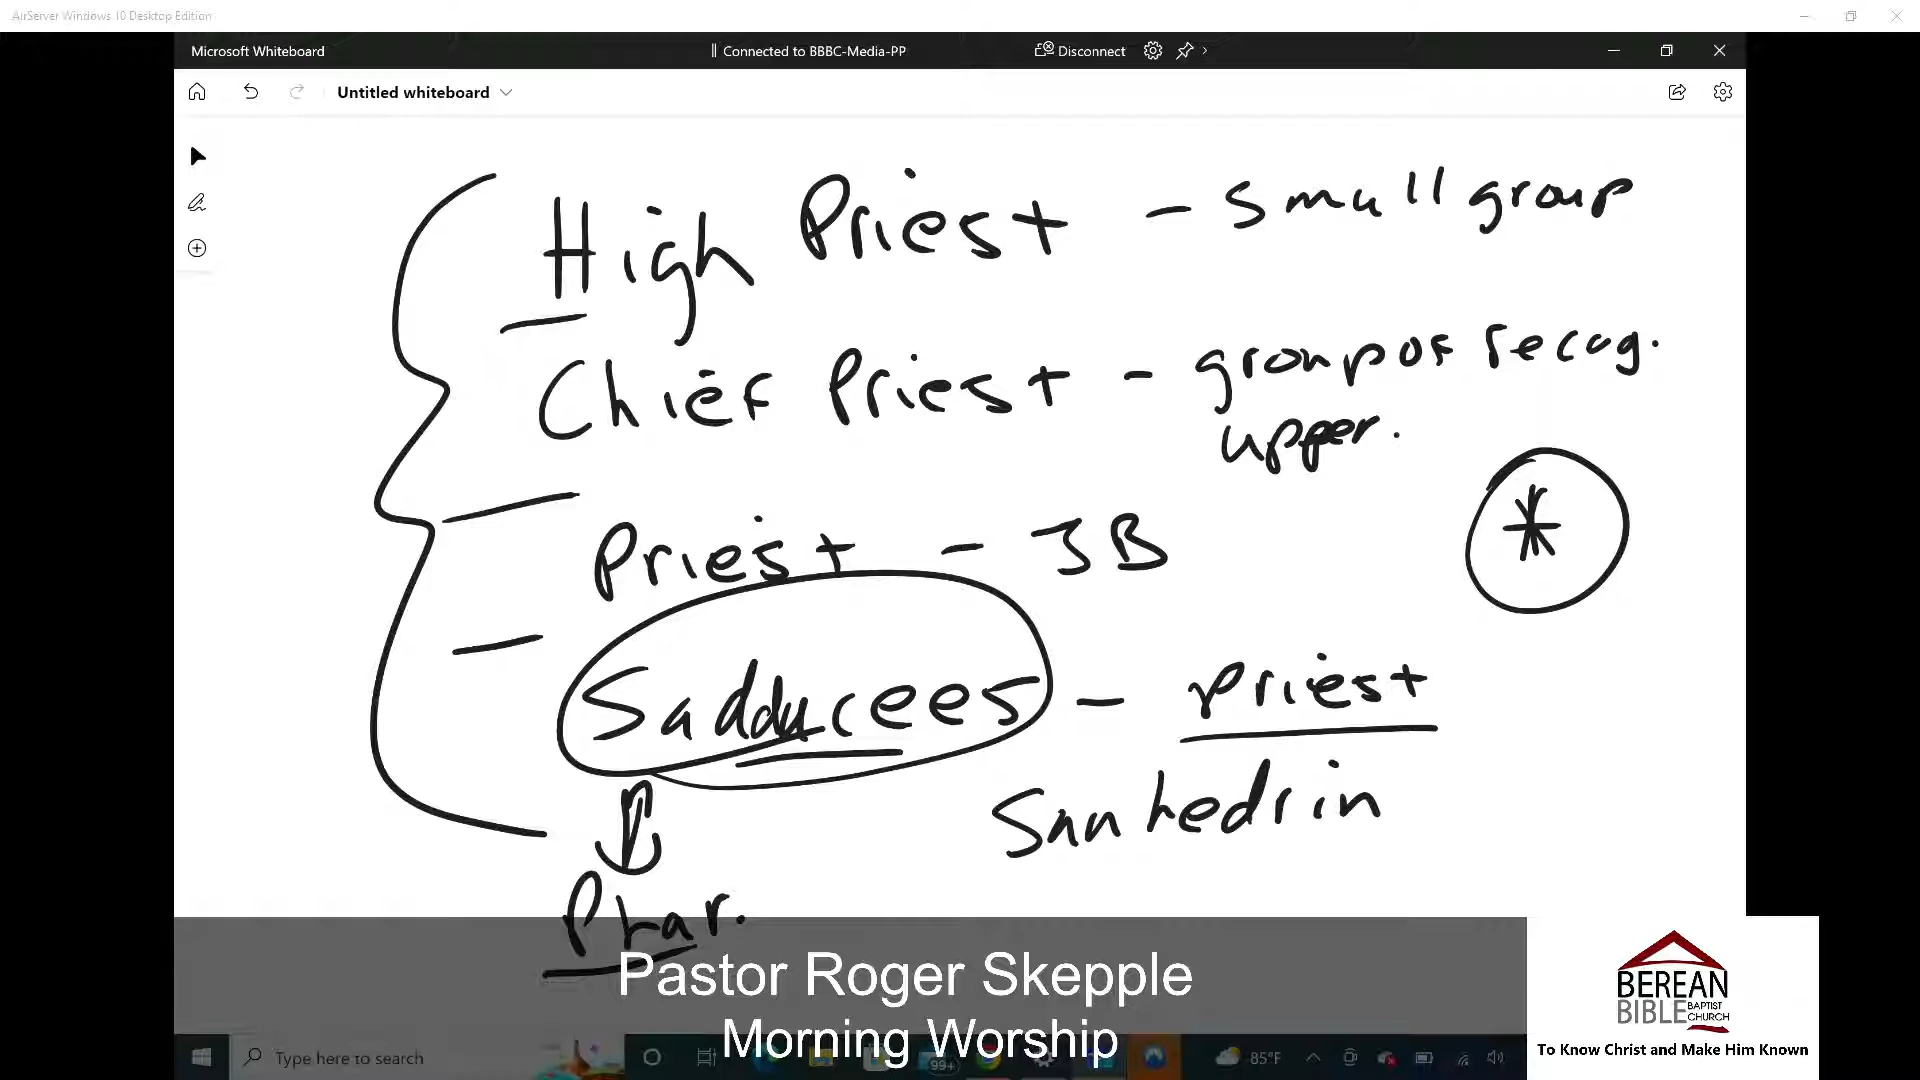 AirServer Windows 10 Desktop Edition
Microsoft Whiteboard
Connected to BBBC-Media-PP
Disconnect
Untitled whiteboard
High Priest - small group
Chief Priest - group of recog.
upper.
Priest - JB
Sadducees - priest
Sanhedrin
Phar.
Pastor Roger Skepple
Morning Worship
BEREAN
BIBLE BAPTIST CHURCH
To Know Christ and Make Him Known
Type here to search
99+
85°F